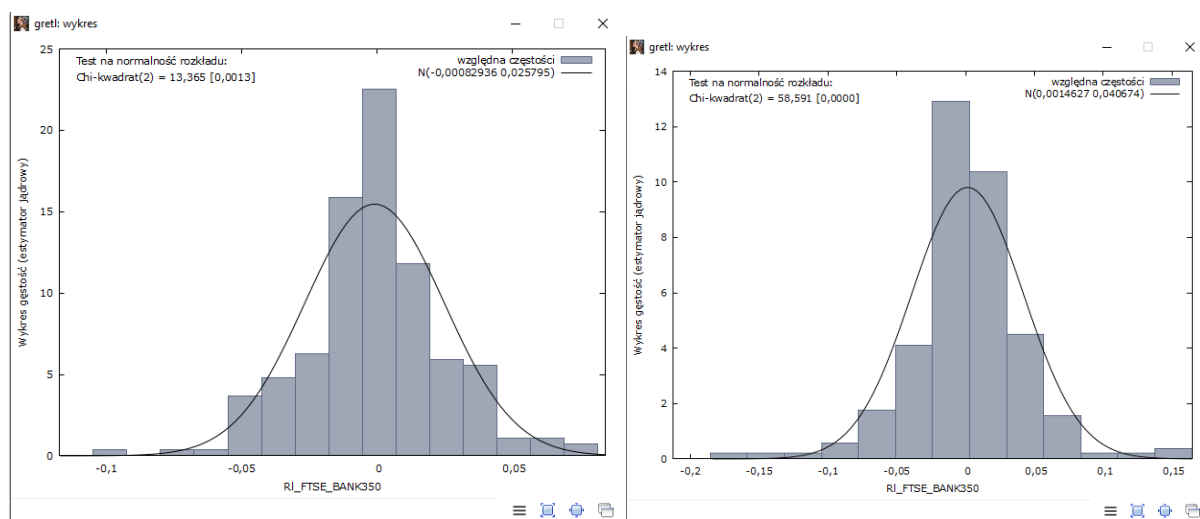 gretl: wykres
25
20
15
10
5
0
Test na normalność rozkładu:
Chi-kwadrat(2) = 13,365 [0,0013]
względna częstości
N(-0,00082936 0,025795)
Wykres gęstość (estymator jądrowy)
-0,1
-0,05
0
0,05
Rl_FTSE_BANK350
gretl: wykres
14
12
10
8
6
4
2
0
Test na normalność rozkładu:
Chi-kwadrat(2) = 58,591 [0,0000]
względna częstości
N(0,0014627 0,040674)
Wykres gęstość (estymator jądrowy)
-0,2
-0,15
-0,1
-0,05
0
0,05
0,1
0,15
Rl_FTSE_BANK350